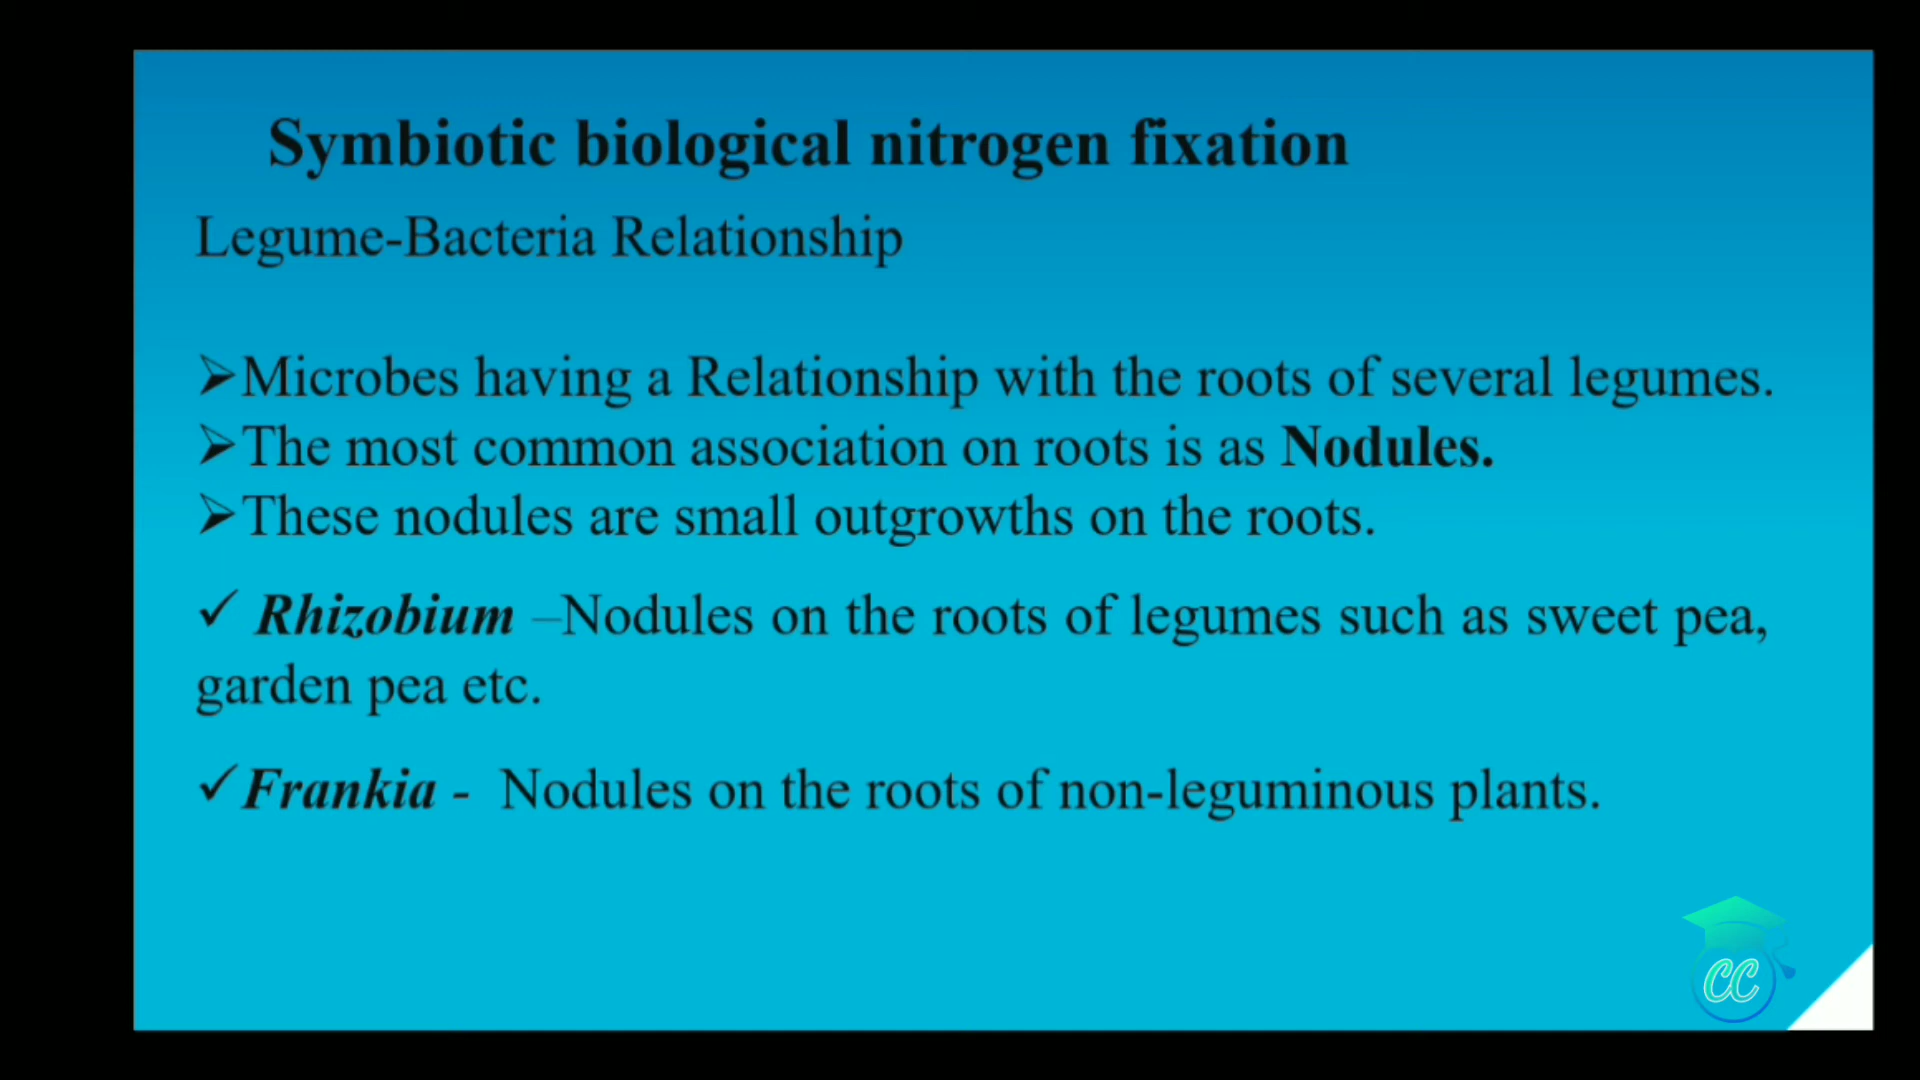 Symbiotic biological nitrogen fixation
Legume-Bacteria Relationship
➢Microbes having a Relationship with the roots of several legumes.
➢The most common association on roots is as Nodules.
➢These nodules are small outgrowths on the roots.
✓ Rhizobium –Nodules on the roots of legumes such as sweet pea,
garden pea etc.
✓Frankia - Nodules on the roots of non-leguminous plants.
CC